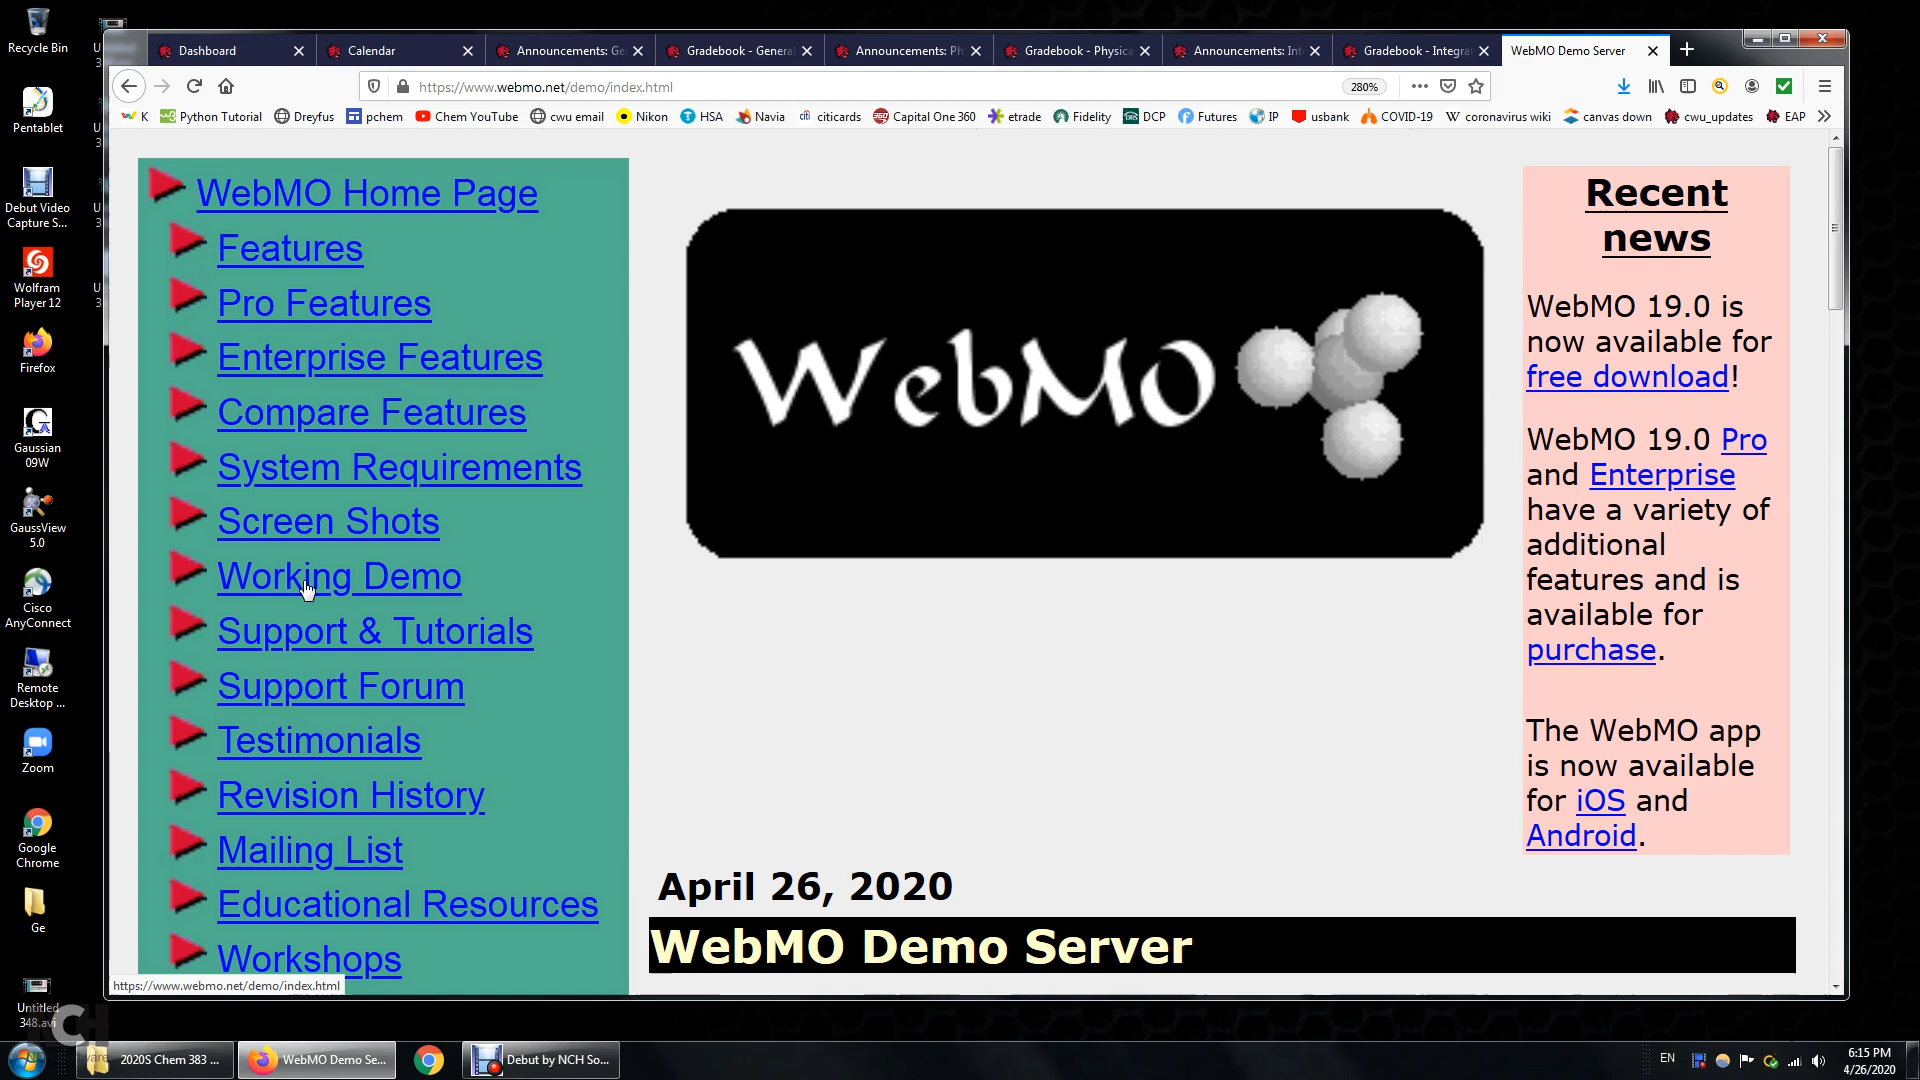 Recycle Bin
Pentablet
Debut Video
Capture S...
Wolfram
Player 12
Firefox
Gaussian
09W
GaussView
5.0
Cisco
AnyConnect
Remote
Desktop ...
Zoom
Google
Chrome
Ge
Untitled
348.avi
Dashboard
Calendar
Announcements: Ge
Gradebook - General
Announcements: Ph
Gradebook - Physica
Announcements: Int
Gradebook - Integrat
WebMO Demo Server
https://www.webmo.net/demo/index.html
280%
K
Python Tutorial
Dreyfus
pchem
Chem YouTube
cwu email
Nikon
HSA
Navia
citicards
Capital One 360
etrade
Fidelity
DCP
Futures
IP
usbank
COVID-19
coronavirus wiki
canvas down
cwu_updates
EAP
WebMO Home Page
Features
Pro Features
Enterprise Features
Compare Features
System Requirements
Screen Shots
Working Demo
Support & Tutorials
Support Forum
Testimonials
Revision History
Mailing List
Educational Resources
Workshops
https://www.webmo.net/demo/index.html
WebMO
April 26, 2020
WebMO Demo Server
Recent
news
WebMO 19.0 is
now available for
free download!
WebMO 19.0 Pro
and Enterprise
have a variety of
additional
features and is
available for
purchase.
The WebMO app
is now available
for iOS and
Android.
2020S Chem 383 ...
WebMO Demo Se...
Debut by NCH So...
EN
6:15 PM
4/26/2020